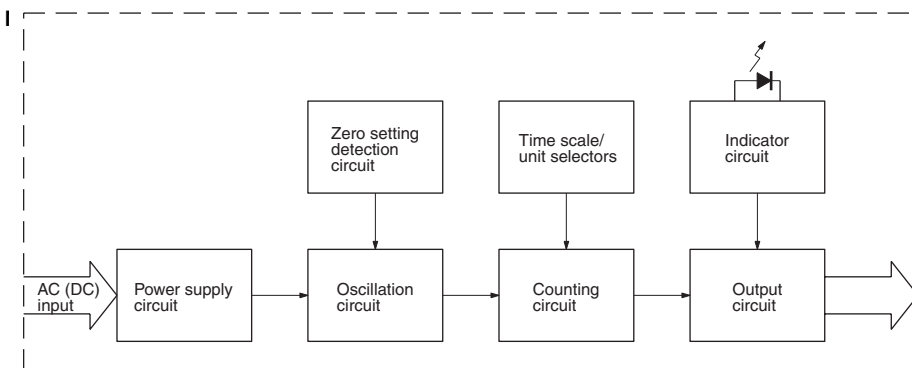 Zero setting
detection
circuit
Time scale/
unit selectors
Indicator
circuit
AC (DC)
input
Power supply
circuit
Oscillation
circuit
Counting
circuit
Output
circuit